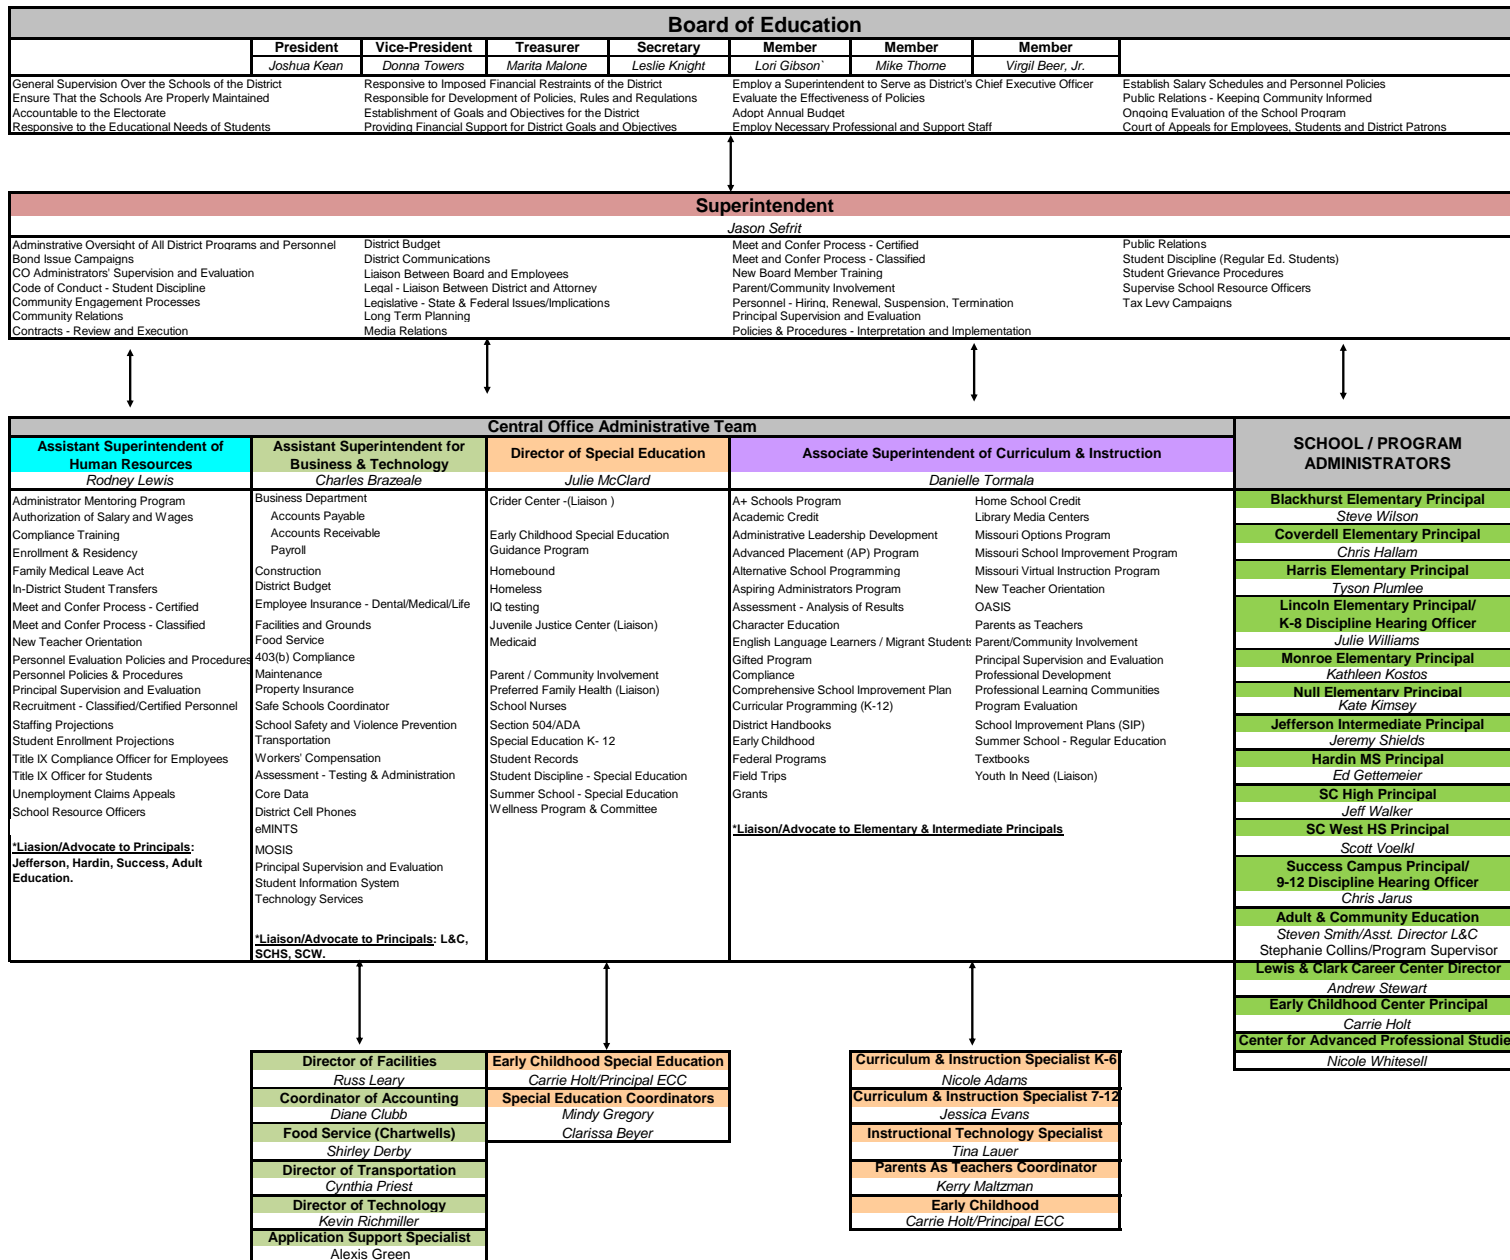 Board of Education
President Vice-President Treasurer Secretary Member Member Member
Joshua Kean Donna Towers Marita Malone Leslie Knight Lori Gibson` Mike Thorne Virgil Beer, Jr.
General Supervision Over the Schools of the District
Ensure That the Schools Are Properly Maintained
Accountable to the Electorate
Responsive to the Educational Needs of Students
Responsive to Imposed Financial Restraints of the District
Responsible for Development of Policies, Rules and Regulations
Establishment of Goals and Objectives for the District
Providing Financial Support for District Goals and Objectives
Employ a Superintendent to Serve as District's Chief Executive Officer
Evaluate the Effectiveness of Policies
Adopt Annual Budget
Employ Necessary Professional and Support Staff
Establish Salary Schedules and Personnel Policies
Public Relations - Keeping Community Informed
Ongoing Evaluation of the School Program
Court of Appeals for Employees, Students and District Patrons
Superintendent
Jason Sefrit
Adminstrative Oversight of All District Programs and Personnel
Bond Issue Campaigns
CO Administrators' Supervision and Evaluation
Code of Conduct - Student Discipline
Community Engagement Processes
Community Relations
Contracts - Review and Execution
District Budget
District Communications
Liaison Between Board and Employees
Legal - Liaison Between District and Attorney
Legislative - State & Federal Issues/Implications
Long Term Planning
Media Relations
Meet and Confer Process - Certified
Meet and Confer Process - Classified
New Board Member Training
Parent/Community Involvement
Personnel - Hiring, Renewal, Suspension, Termination
Principal Supervision and Evaluation
Policies & Procedures - Interpretation and Implementation
Public Relations
Student Discipline (Regular Ed. Students)
Student Grievance Procedures
Supervise School Resource Officers
Tax Levy Campaigns
Central Office Administrative Team
Assistant Superintendent of
Human Resources
Rodney Lewis
Administrator Mentoring Program
Authorization of Salary and Wages
Compliance Training
Enrollment & Residency
Family Medical Leave Act
In-District Student Transfers
Meet and Confer Process - Certified
Meet and Confer Process - Classified
New Teacher Orientation
Personnel Evaluation Policies and Procedures
Personnel Policies & Procedures
Principal Supervision and Evaluation
Recruitment - Classified/Certified Personnel
Staffing Projections
Student Enrollment Projections
Title IX Compliance Officer for Employees
Title IX Officer for Students
Unemployment Claims Appeals
School Resource Officers
*Liasion/Advocate to Principals:
Jefferson, Hardin, Success, Adult
Education.
Assistant Superintendent for
Business & Technology
Charles Brazeale
Business Department
Accounts Payable
Accounts Receivable
Payroll
Construction
District Budget
Employee Insurance - Dental/Medical/Life
Facilities and Grounds
Food Service
403(b) Compliance
Maintenance
Property Insurance
Safe Schools Coordinator
School Safety and Violence Prevention
Transportation
Workers' Compensation
Assessment - Testing & Administration
Core Data
District Cell Phones
eMINTS
MOSIS
Principal Supervision and Evaluation
Student Information System
Technology Services
*Liaison/Advocate to Principals: L&C,
SCHS, SCW.
Director of Special Education
Julie McClard
Crider Center -(Liaison )
Early Childhood Special Education
Guidance Program
Homebound
Homeless
IQ testing
Juvenile Justice Center (Liaison)
Medicaid
Parent / Community Involvement
Preferred Family Health (Liaison)
School Nurses
Section 504/ADA
Special Education K- 12
Student Records
Student Discipline - Special Education
Summer School - Special Education
Wellness Program & Committee
Associate Superintendent of Curriculum & Instruction
Danielle Tormala
A+ Schools Program
Academic Credit
Administrative Leadership Development
Advanced Placement (AP) Program
Alternative School Programming
Aspiring Administrators Program
Assessment - Analysis of Results
Character Education
English Language Learners / Migrant Students
Gifted Program
Compliance
Comprehensive School Improvement Plan
Curricular Programming (K-12)
District Handbooks
Early Childhood
Federal Programs
Field Trips
Grants
Home School Credit
Library Media Centers
Missouri Options Program
Missouri School Improvement Program
Missouri Virtual Instruction Program
New Teacher Orientation
OASIS
Parents as Teachers
Parent/Community Involvement
Principal Supervision and Evaluation
Professional Development
Professional Learning Communities
Program Evaluation
School Improvement Plans (SIP)
Summer School - Regular Education
Textbooks
Youth In Need (Liaison)
*Liaison/Advocate to Elementary & Intermediate Principals
SCHOOL / PROGRAM
ADMINISTRATORS
Blackhurst Elementary Principal
Steve Wilson
Coverdell Elementary Principal
Chris Hallam
Harris Elementary Principal
Tyson Plumlee
Lincoln Elementary Principal/
K-8 Discipline Hearing Officer
Julie Williams
Monroe Elementary Principal
Kathleen Kostos
Null Elementary Principal
Kate Kimsey
Jefferson Intermediate Principal
Jeremy Shields
Hardin MS Principal
Ed Gettemeier
SC High Principal
Jeff Walker
SC West HS Principal
Scott Voelkl
Success Campus Principal/
9-12 Discipline Hearing Officer
Chris Jarus
Adult & Community Education
Steven Smith/Asst. Director L&C
Stephanie Collins/Program Supervisor
Lewis & Clark Career Center Director
Andrew Stewart
Early Childhood Center Principal
Carrie Holt
Center for Advanced Professional Studie
Nicole Whitesell
Director of Facilities
Russ Leary
Coordinator of Accounting
Diane Clubb
Food Service (Chartwells)
Shirley Derby
Director of Transportation
Cynthia Priest
Director of Technology
Kevin Richmiller
Application Support Specialist
Alexis Green
Early Childhood Special Education
Carrie Holt/Principal ECC
Special Education Coordinators
Mindy Gregory
Clarissa Beyer
Curriculum & Instruction Specialist K-6
Nicole Adams
Curriculum & Instruction Specialist 7-12
Jessica Evans
Instructional Technology Specialist
Tina Lauer
Parents As Teachers Coordinator
Kerry Maltzman
Early Childhood
Carrie Holt/Principal ECC